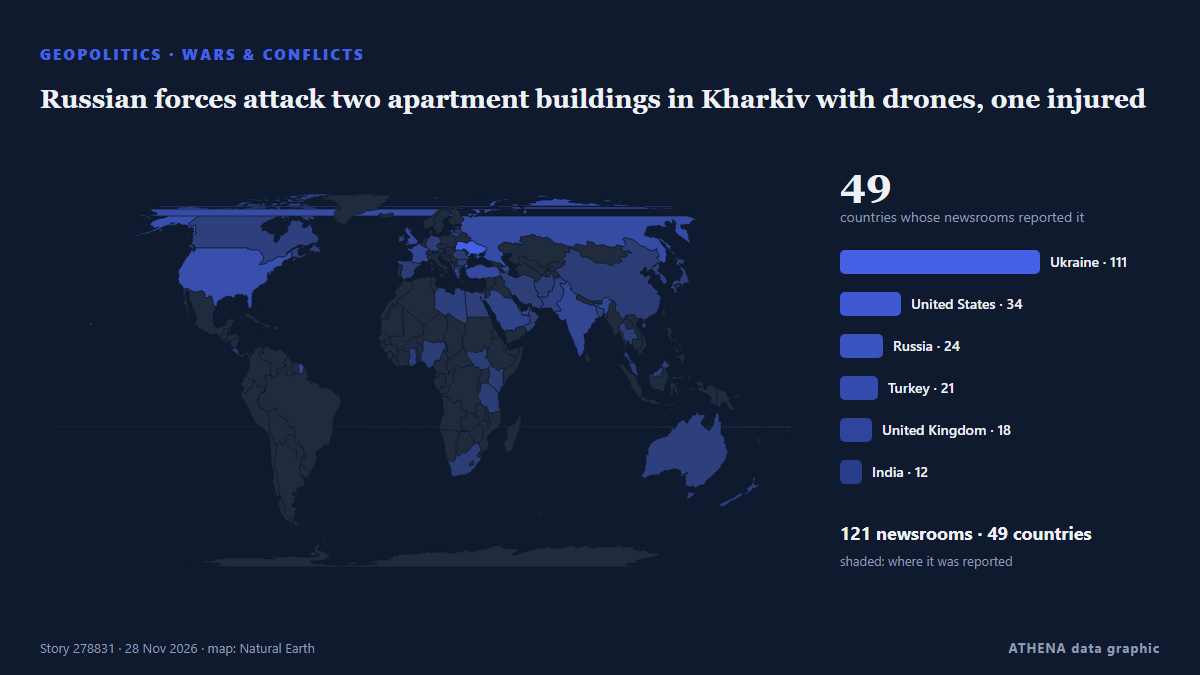 GEOPOLITICS · WARS & CONFLICTS
Russian forces attack two apartment buildings in Kharkiv with drones, one injured
49
countries whose newsrooms reported it
Ukraine · 111
United States · 34
Russia · 24
Turkey · 21
United Kingdom · 18
India · 12
121 newsrooms · 49 countries
shaded: where it was reported
Story 278831 · 28 Nov 2026 · map: Natural Earth
ATHENA data graphic